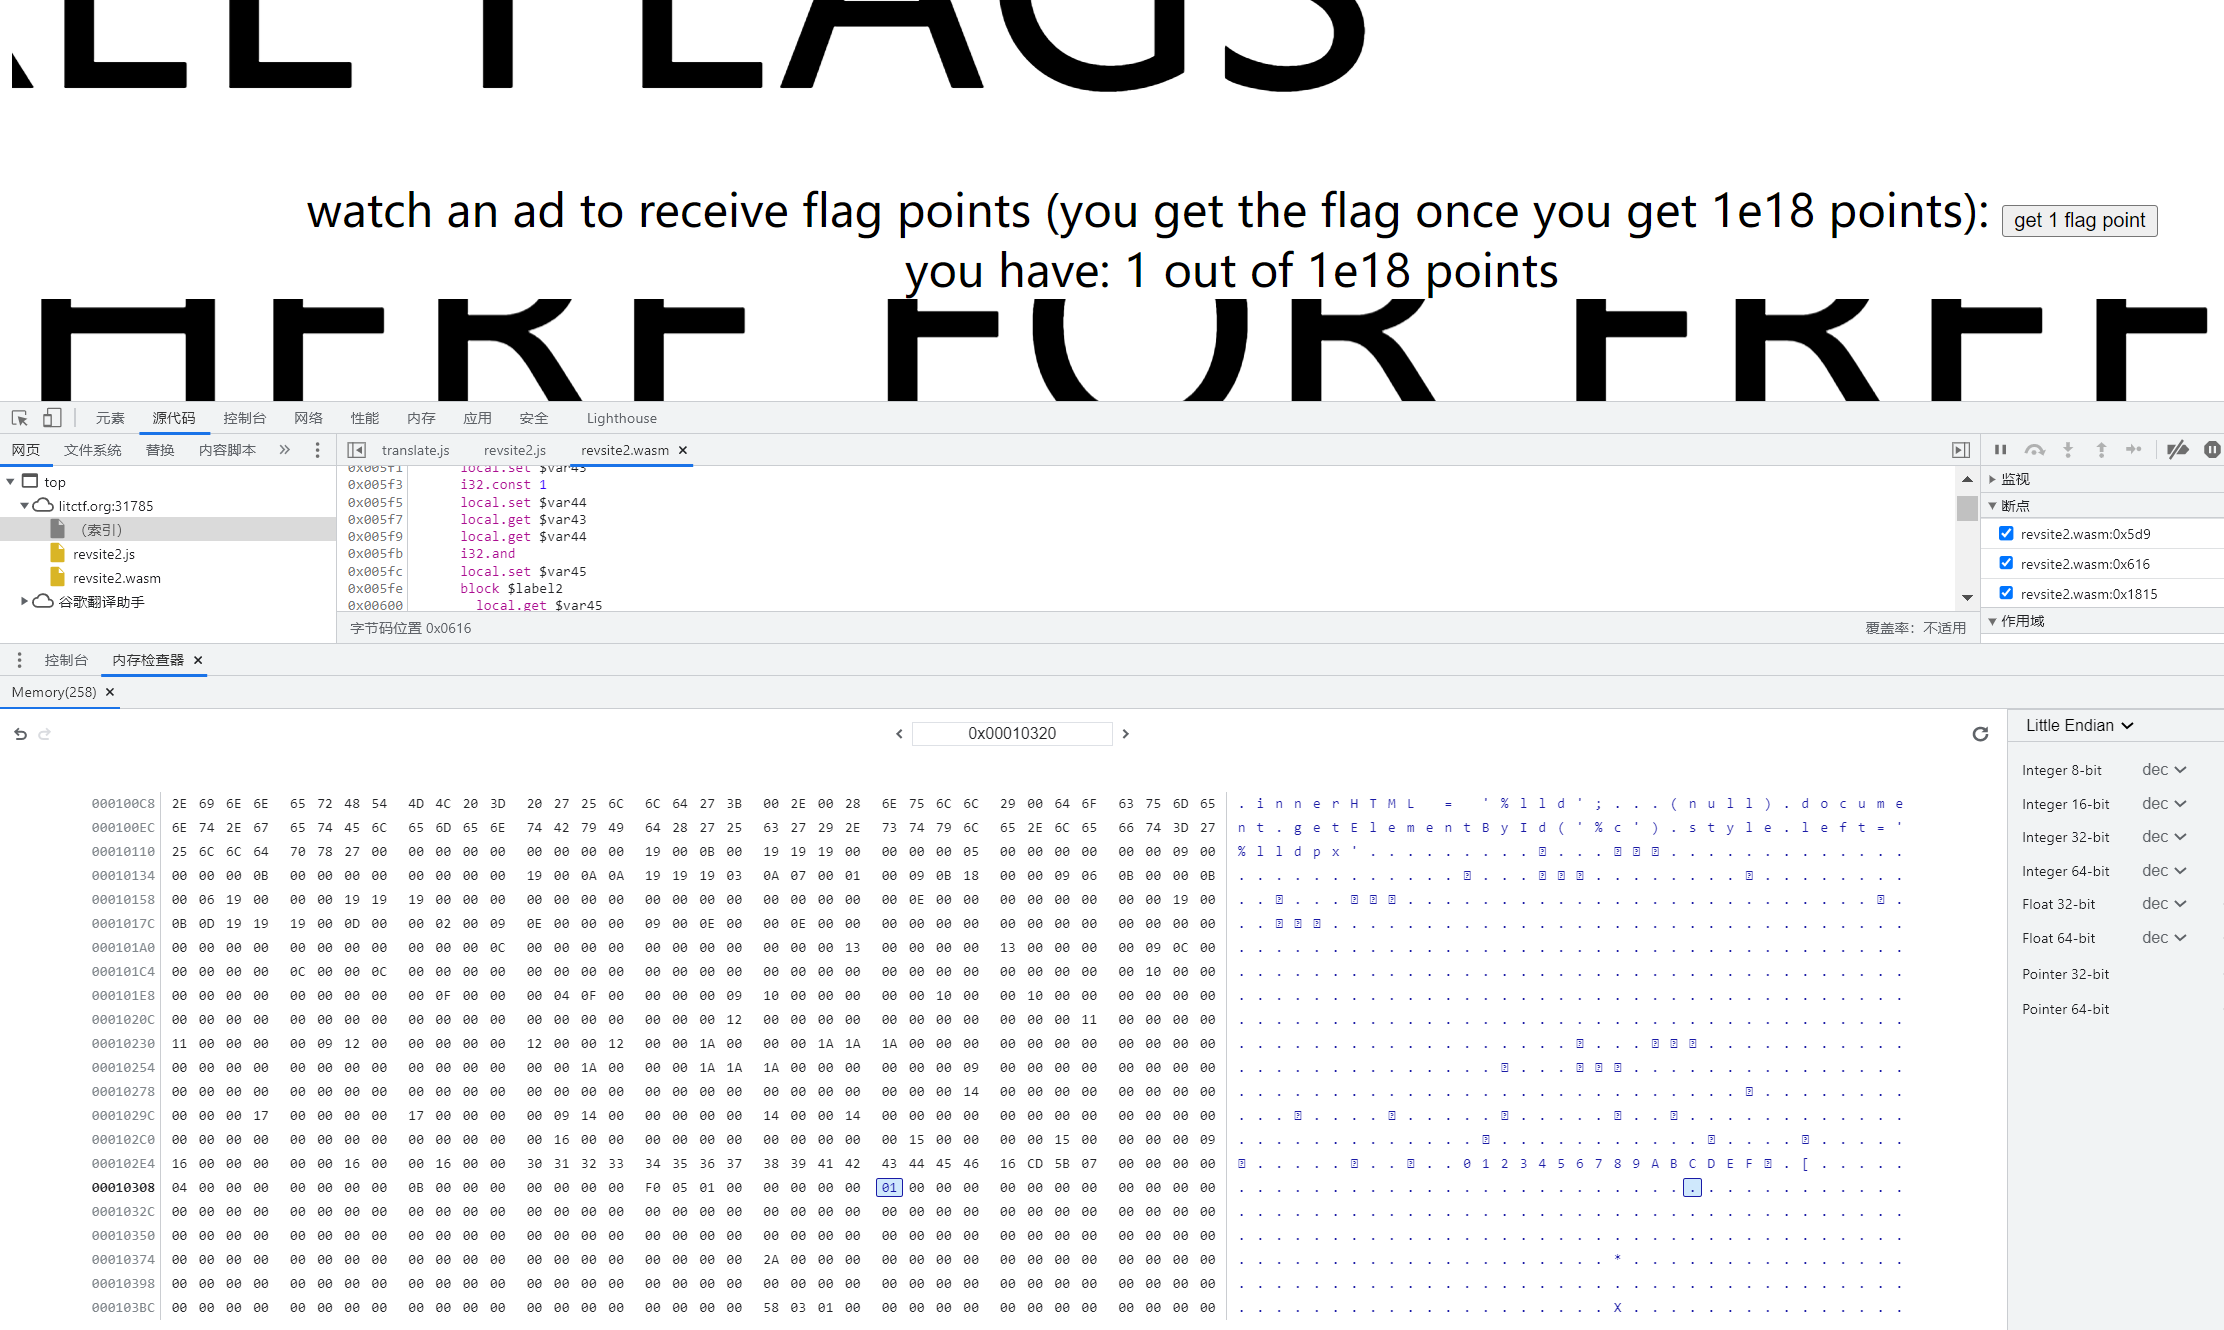 ALL FLAGS
watch an ad to receive flag points (you get the flag once you get 1e18 points): get 1 flag point
you have: 1 out of 1e18 points
HERE FOR FREE
元素 源代码 控制台 网络 性能 内存 应用 安全 Lighthouse
网页 文件系统 替换 内容脚本 » translate.js revsite2.js revsite2.wasm ×
top
litctf.org:31785
（索引）
revsite2.js
revsite2.wasm
谷歌翻译助手
0x005f1 local.set $var43
0x005f3 i32.const 1
0x005f5 local.set $var44
0x005f7 local.get $var43
0x005f9 local.get $var44
0x005fb i32.and
0x005fc local.set $var45
0x005fe block $label2
0x00600 local.get $var45
字节码位置 0x0616 覆盖率：不适用
监视
断点
revsite2.wasm:0x5d9
revsite2.wasm:0x616
revsite2.wasm:0x1815
作用域
控制台 内存检查器 ×
Memory(258) ×
0x00010320
000100C8 2E 69 6E 6E 65 72 48 54 4D 4C 20 3D 20 27 25 6C 6C 64 27 3B 00 2E 00 28 6E 75 6C 6C 29 00 64 6F 63 75 6D 65 .innerHTML = '%lld';...(null).docume
000100EC 6E 74 2E 67 65 74 45 6C 65 6D 65 6E 74 42 79 49 64 28 27 25 63 27 29 2E 73 74 79 6C 65 2E 6C 65 66 74 3D 27 nt.getElementById('%c').style.left='
00010110 25 6C 6C 64 70 78 27 00 00 00 00 00 00 00 00 00 19 00 0B 00 19 19 19 00 00 00 00 05 00 00 00 00 00 00 09 00 %lldpx'
00010134 00 00 00 0B 00 00 00 00 00 00 00 00 19 00 0A 0A 19 19 19 03 0A 07 00 01 00 09 0B 18 00 00 09 06 0B 00 00 0B
00010158 00 06 19 00 00 00 19 19 19 00 00 00 00 00 00 00 00 00 00 00 00 00 00 00 00 0E 00 00 00 00 00 00 00 00 19 00
0001017C 0B 0D 19 19 19 00 0D 00 00 02 00 09 0E 00 00 00 09 00 0E 00 00 0E 00 00 00 00 00 00 00 00 00 00 00 00 00 00
000101A0 00 00 00 00 00 00 00 00 00 00 0C 00 00 00 00 00 00 00 00 00 00 00 13 00 00 00 00 13 00 00 00 00 09 0C 00
000101C4 00 00 00 00 0C 00 00 0C 00 00 00 00 00 00 00 00 00 00 00 00 00 00 00 00 00 00 00 00 00 00 00 00 00 10 00 00
000101E8 00 00 00 00 00 00 00 00 00 0F 00 00 00 04 0F 00 00 00 00 09 10 00 00 00 00 00 10 00 00 10 00 00 00 00 00 00
0001020C 00 00 00 00 00 00 00 00 00 00 00 00 00 00 00 00 00 00 00 12 00 00 00 00 00 00 00 00 00 00 00 11 00 00 00 00
00010230 11 00 00 00 00 09 12 00 00 00 00 00 12 00 00 12 00 00 1A 00 00 00 1A 1A 1A 00 00 00 00 00 00 00 00 00 00 00
00010254 00 00 00 00 00 00 00 00 00 00 00 00 00 00 1A 00 00 00 1A 1A 1A 00 00 00 00 00 00 09 00 00 00 00 00 00 00 00
00010278 00 00 00 00 00 00 00 00 00 00 00 00 00 00 00 00 00 00 00 00 00 00 00 00 00 00 00 14 00 00 00 00 00 00 00 00
0001029C 00 00 00 17 00 00 00 00 17 00 00 00 00 09 14 00 00 00 00 00 14 00 00 14 00 00 00 00 00 00 00 00 00 00 00 00
000102C0 00 00 00 00 00 00 00 00 00 00 00 00 00 16 00 00 00 00 00 00 00 00 00 00 00 15 00 00 00 00 15 00 00 00 00 09
000102E4 16 00 00 00 00 00 16 00 00 16 00 00 30 31 32 33 34 35 36 37 38 39 41 42 43 44 45 46 16 CD 5B 07 00 00 00 00 0123456789ABCDEF [
00010308 04 00 00 00 00 00 00 00 0B 00 00 00 00 00 00 00 F0 05 01 00 00 00 00 00 01 00 00 00 00 00 00 00 00 00 00 00
0001032C 00 00 00 00 00 00 00 00 00 00 00 00 00 00 00 00 00 00 00 00 00 00 00 00 00 00 00 00 00 00 00 00 00 00 00 00
00010350 00 00 00 00 00 00 00 00 00 00 00 00 00 00 00 00 00 00 00 00 00 00 00 00 00 00 00 00 00 00 00 00 00 00 00 00
00010374 00 00 00 00 00 00 00 00 00 00 00 00 00 00 00 00 00 00 00 00 2A 00 00 00 00 00 00 00 00 00 00 00 00 00 00 00 *
00010398 00 00 00 00 00 00 00 00 00 00 00 00 00 00 00 00 00 00 00 00 00 00 00 00 00 00 00 00 00 00 00 00 00 00 00 00
000103BC 00 00 00 00 00 00 00 00 00 00 00 00 00 00 00 00 00 00 00 00 58 03 01 00 00 00 00 00 00 00 00 00 00 00 00 00 X
Little Endian
Integer 8-bit dec
Integer 16-bit dec
Integer 32-bit dec
Integer 64-bit dec
Float 32-bit dec
Float 64-bit dec
Pointer 32-bit
Pointer 64-bit